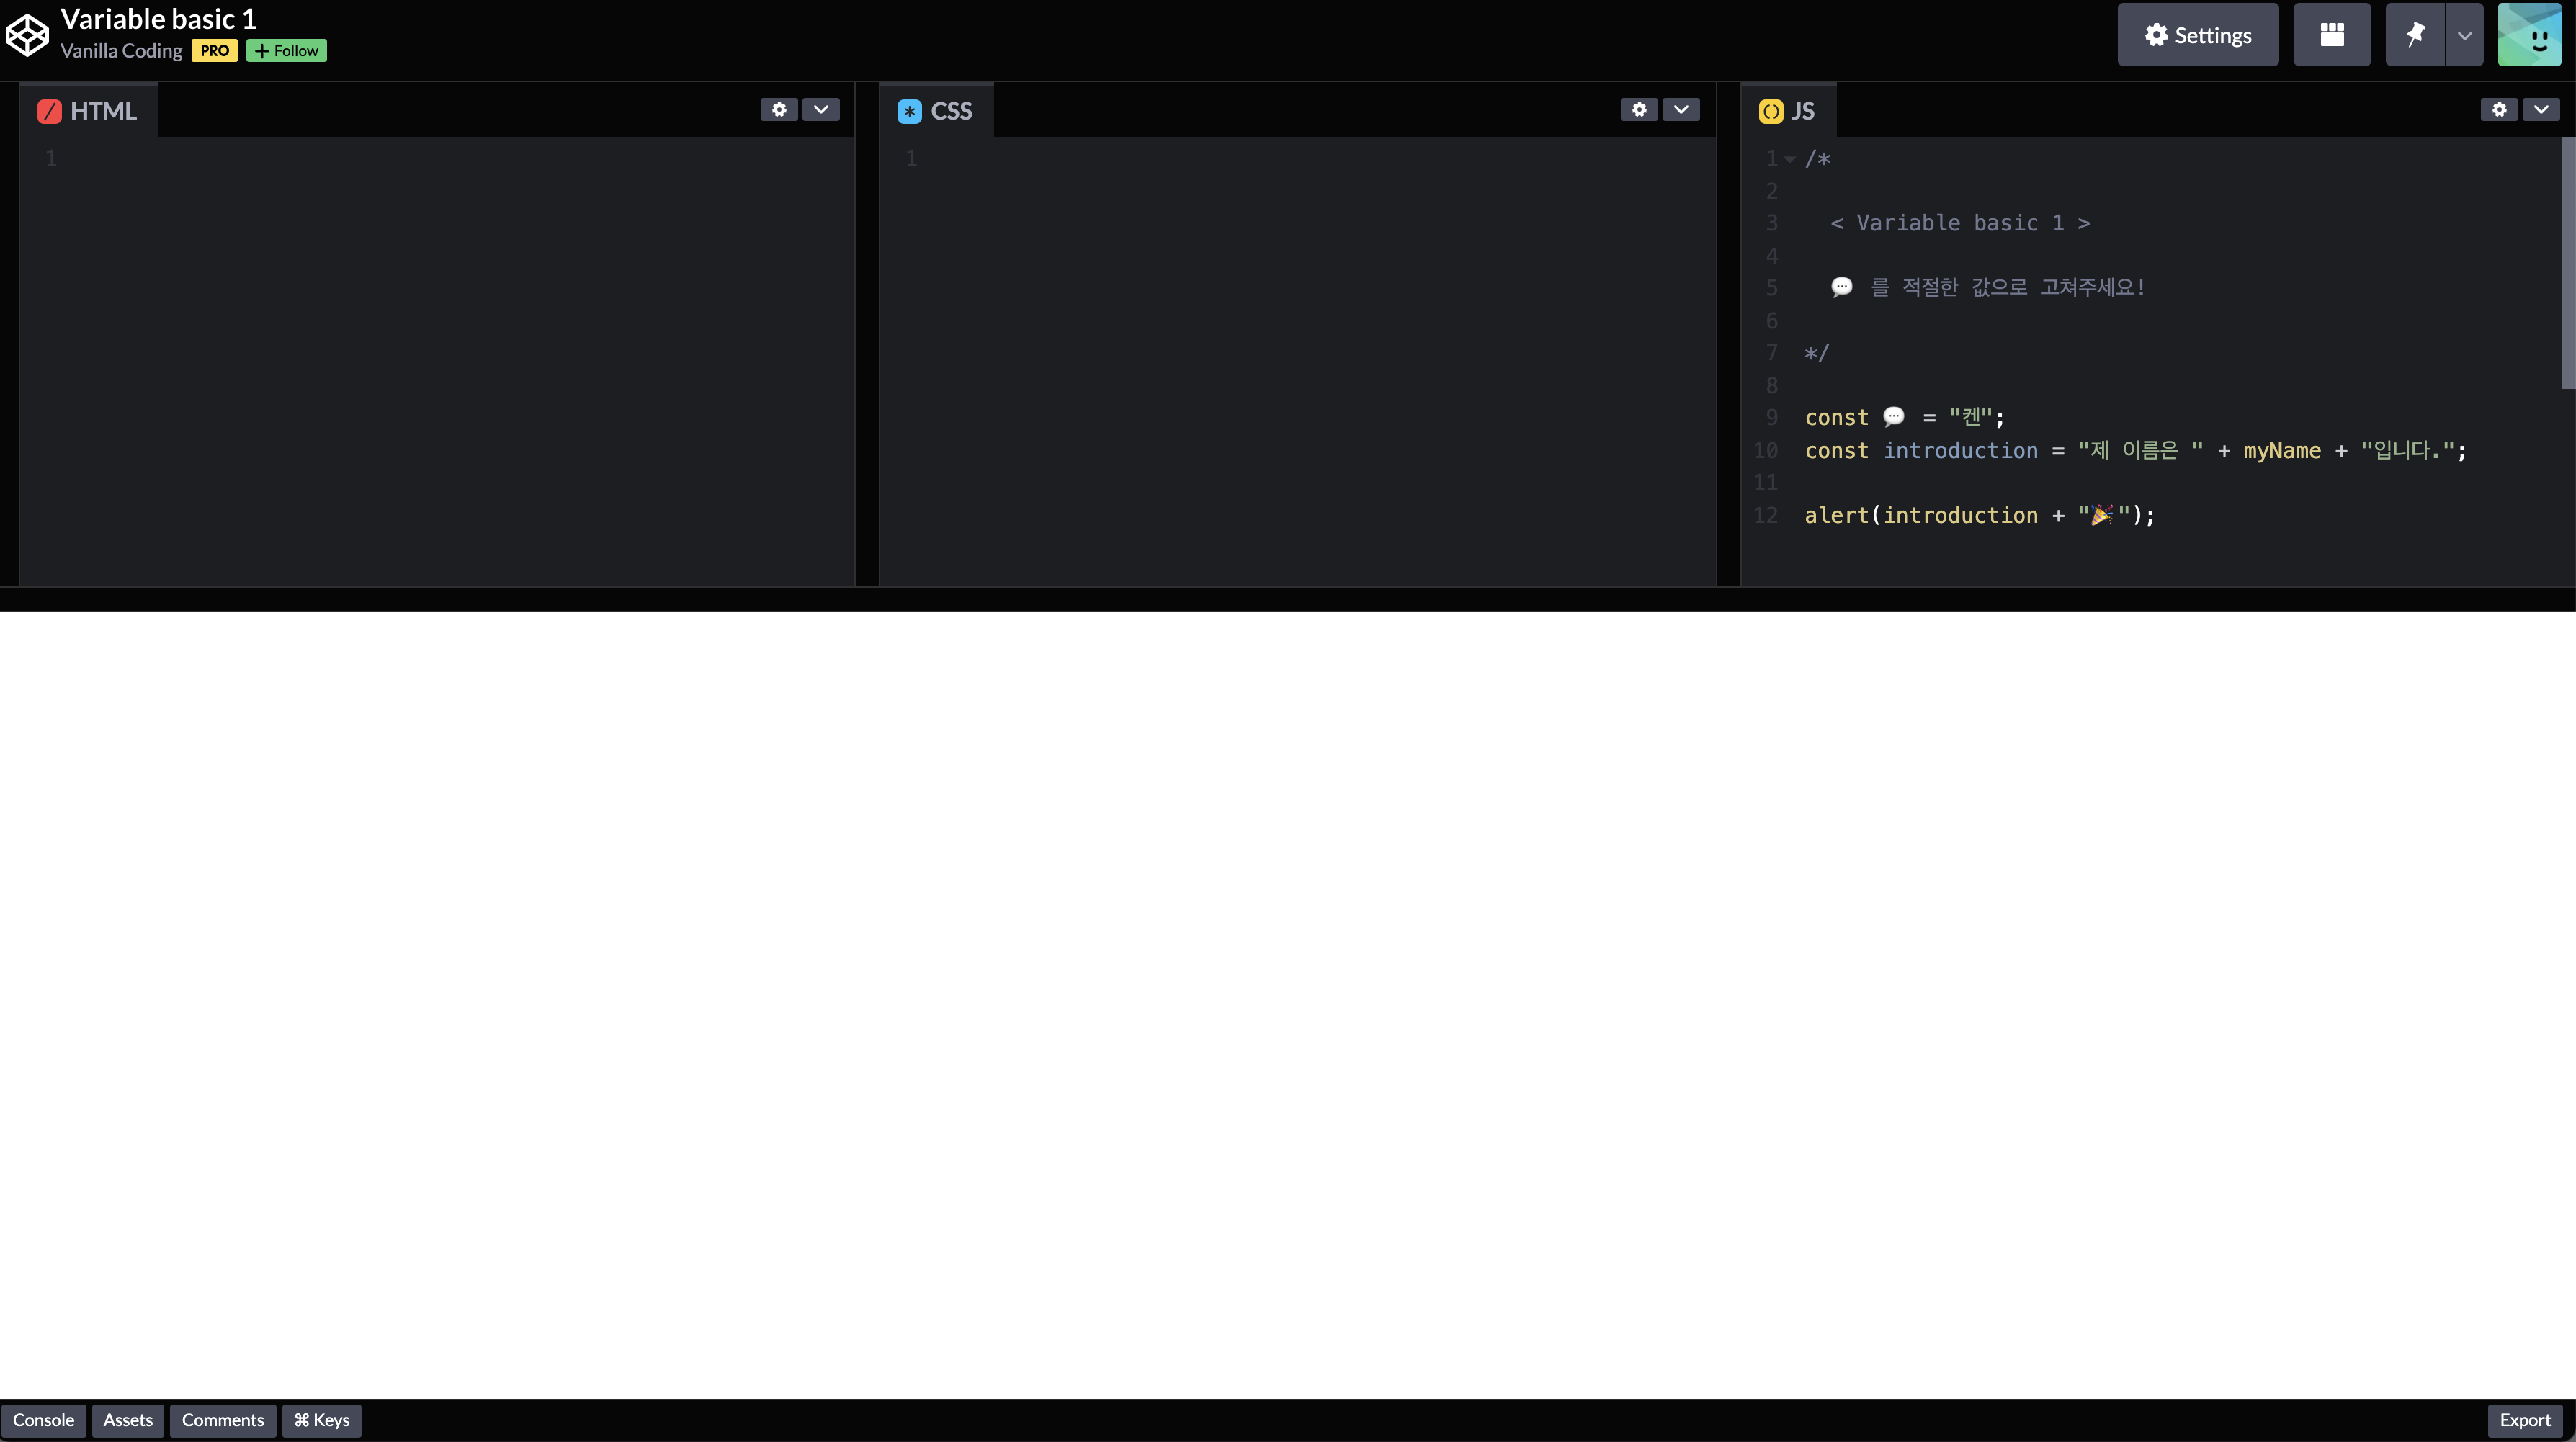 Variable basic 1
Vanilla Coding PRO + Follow
Settings
HTML
1
CSS
1
JS
1 /*
2
3 < Variable basic 1 >
4
5 💬 를 적절한 값으로 고쳐주세요!
6
7 */
8
9 const 💬 = "켄";
10 const introduction = "제 이름은 " + myName + "입니다.";
11
12 alert(introduction + "🎉");
Console Assets Comments ⌘ Keys Export